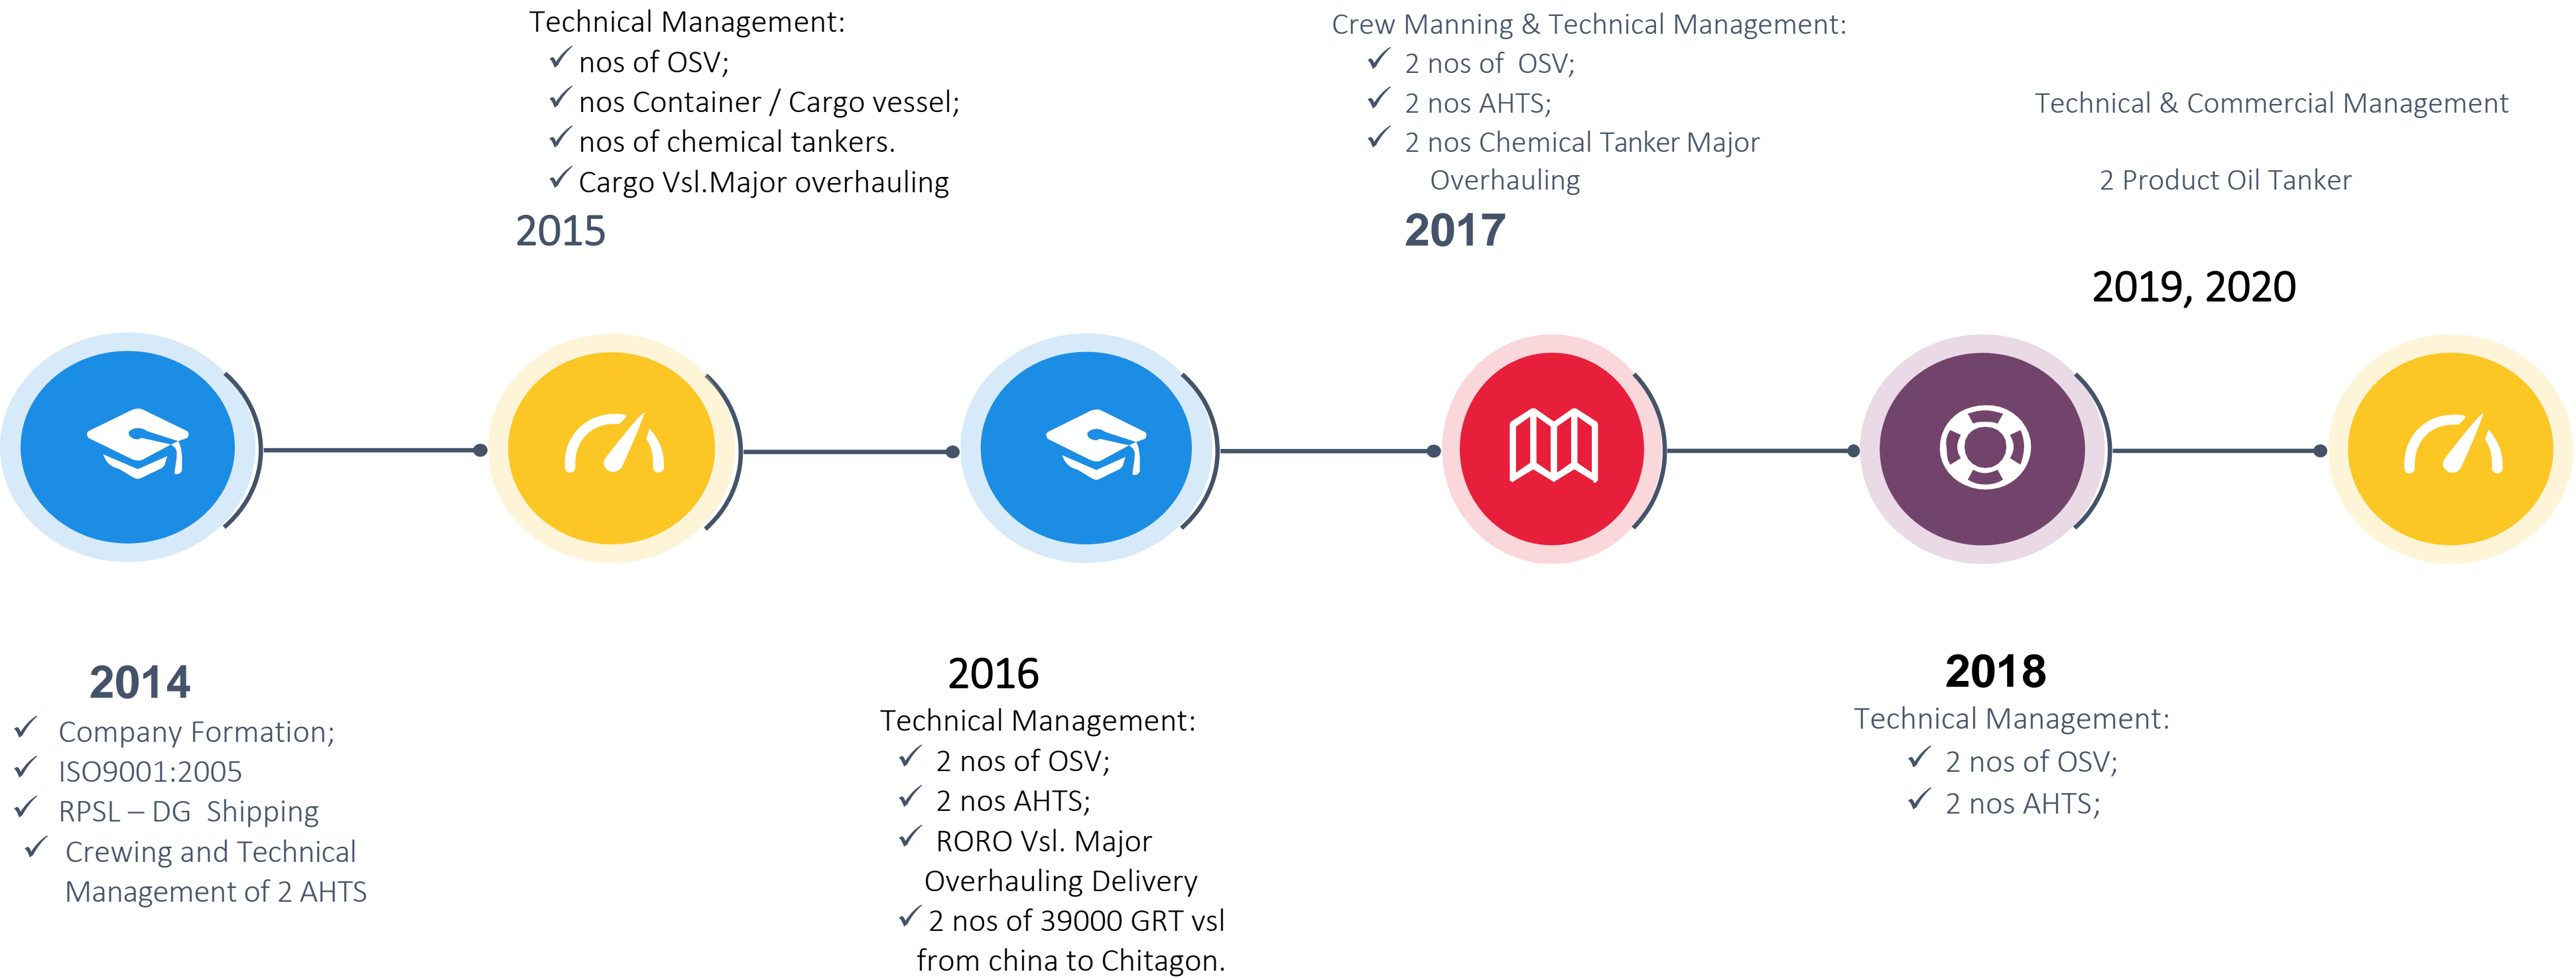 Technical Management:
✓ nos of OSV;
✓ nos Container / Cargo vessel;
✓ nos of chemical tankers.
✓ Cargo Vsl.Major overhauling
2015
Crew Manning & Technical Management:
✓ 2 nos of OSV;
✓ 2 nos AHTS;
✓ 2 nos Chemical Tanker Major
Overhauling
2017
Technical & Commercial Management
2 Product Oil Tanker
2019, 2020
2014
✓ Company Formation;
✓ ISO9001:2005
✓ RPSL – DG Shipping
✓ Crewing and Technical
Management of 2 AHTS
2016
Technical Management:
✓ 2 nos of OSV;
✓ 2 nos AHTS;
✓ RORO Vsl. Major
Overhauling Delivery
✓ 2 nos of 39000 GRT vsl
from china to Chitagon.
2018
Technical Management:
✓ 2 nos of OSV;
✓ 2 nos AHTS;